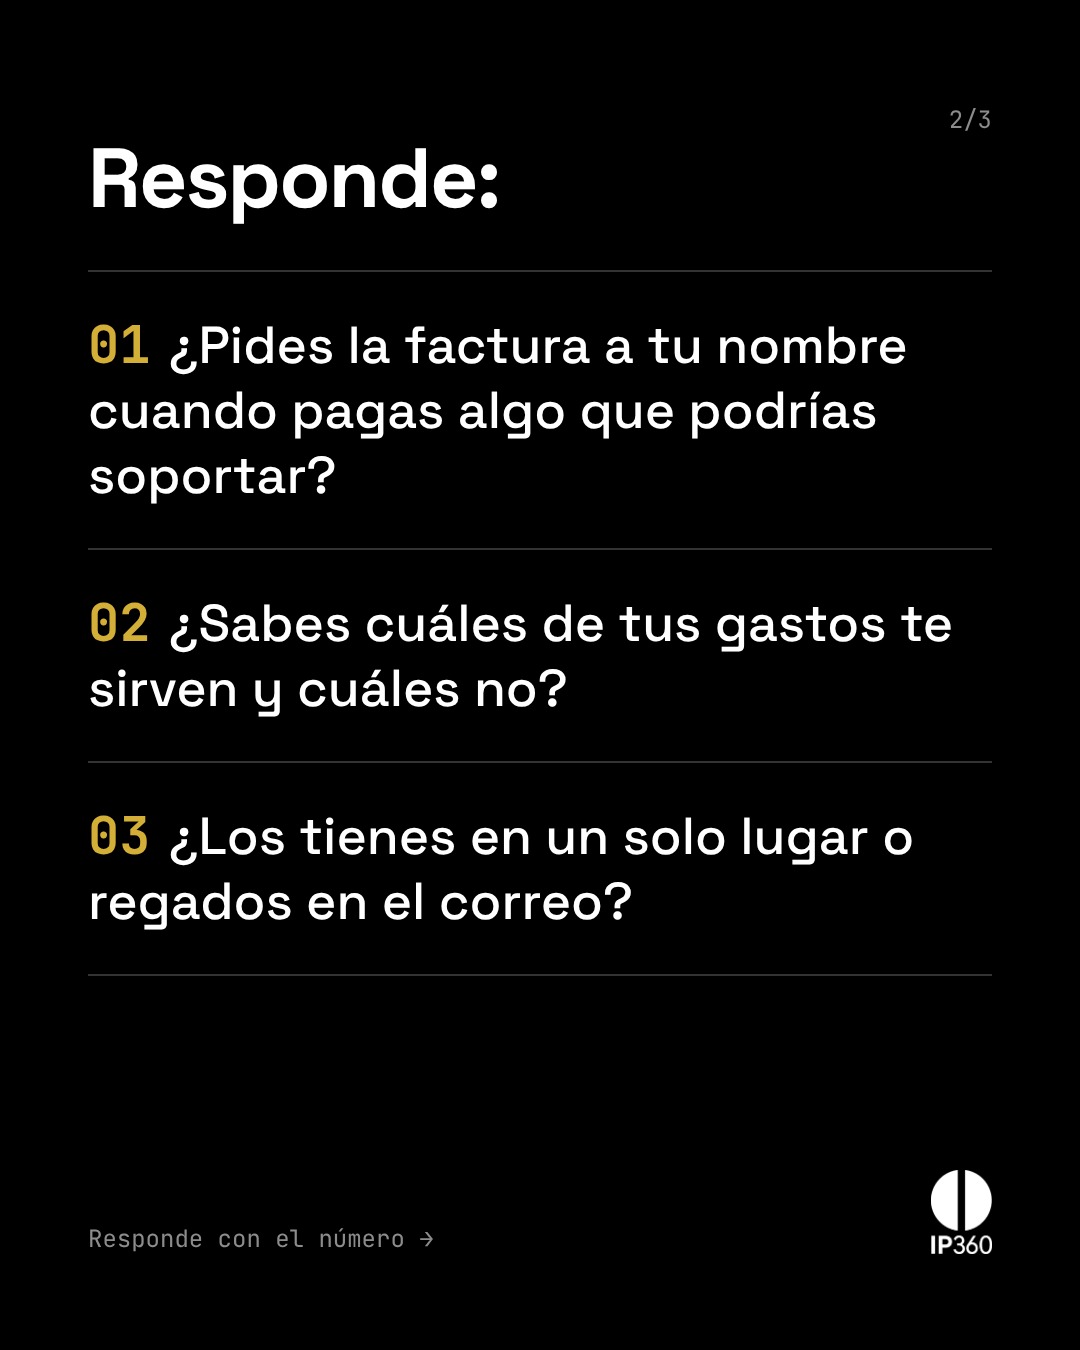 2/3
Responde:
01 ¿Pides la factura a tu nombre
cuando pagas algo que podrías
soportar?
02 ¿Sabes cuáles de tus gastos te
sirven y cuáles no?
03 ¿Los tienes en un solo lugar o
regados en el correo?
Responde con el número →
IP360